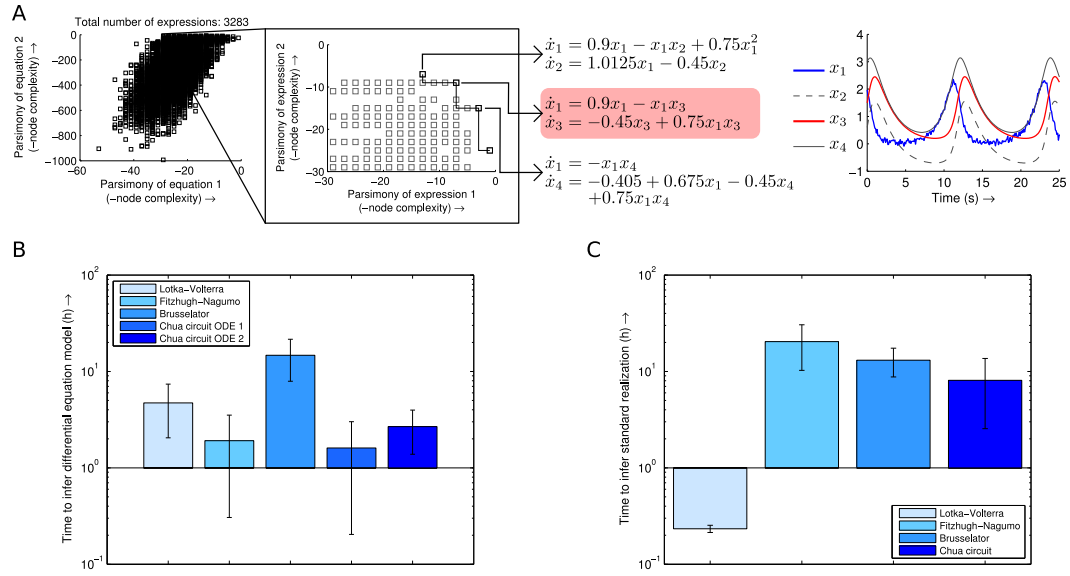 A
Total number of expressions: 3283
Parsimony of equation 2
(−node complexity) →
0
−200
−400
−600
−800
−1000
−60
−40
−20
0
Parsimony of equation 1
(−node complexity) →
Parsimony of expression 2
(−node complexity) →
0
−10
−20
−30
−30
−20
−10
0
Parsimony of expression 1
(−node complexity) →
ẋ₁ = 0.9x₁ − x₁x₂ + 0.75x₁²
ẋ₂ = 1.0125x₁ − 0.45x₂
ẋ₁ = 0.9x₁ − x₁x₃
ẋ₃ = −0.45x₃ + 0.75x₁x₃
ẋ₁ = −x₁x₄
ẋ₄ = −0.405 + 0.675x₁ − 0.45x₄
+0.75x₁x₄
x₁
x₂
x₃
x₄
4
3
2
1
0
−1
0
5
10
15
20
25
Time (s) →
B
Time to infer differential equation model (h) →
10²
10¹
10⁰
10⁻¹
Lotka−Volterra
Fitzhugh−Nagumo
Brusselator
Chua circuit ODE 1
Chua circuit ODE 2
C
Time to infer standard realization (h) →
10²
10¹
10⁰
10⁻¹
Lotka−Volterra
Fitzhugh−Nagumo
Brusselator
Chua circuit